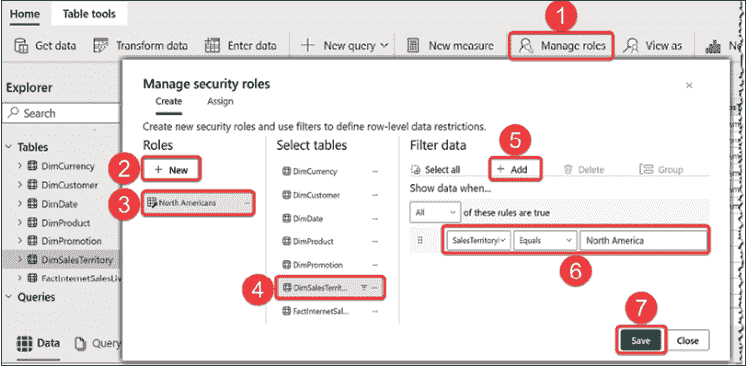 Home Table tools
1
Get data Transform data Enter data New query New measure Manage roles View as
Explorer
Search
Tables
DimCurrency
DimCustomer
DimDate
DimProduct
DimPromotion
DimSalesTerritory
FactInternetSalesLiv
Queries
Data Query
Manage security roles
Create Assign
Create new security roles and use filters to define row-level data restrictions.
Roles
2 + New
3 North Americans
Select tables
DimCurrency
DimCustomer
DimDate
DimProduct
DimPromotion
4 DimSalesTerrit...
FactInternetSal...
5
Filter data
Select all + Add Delete Group
Show data when...
All of these rules are true
SalesTerritory Equals North America
6
7
Save Close